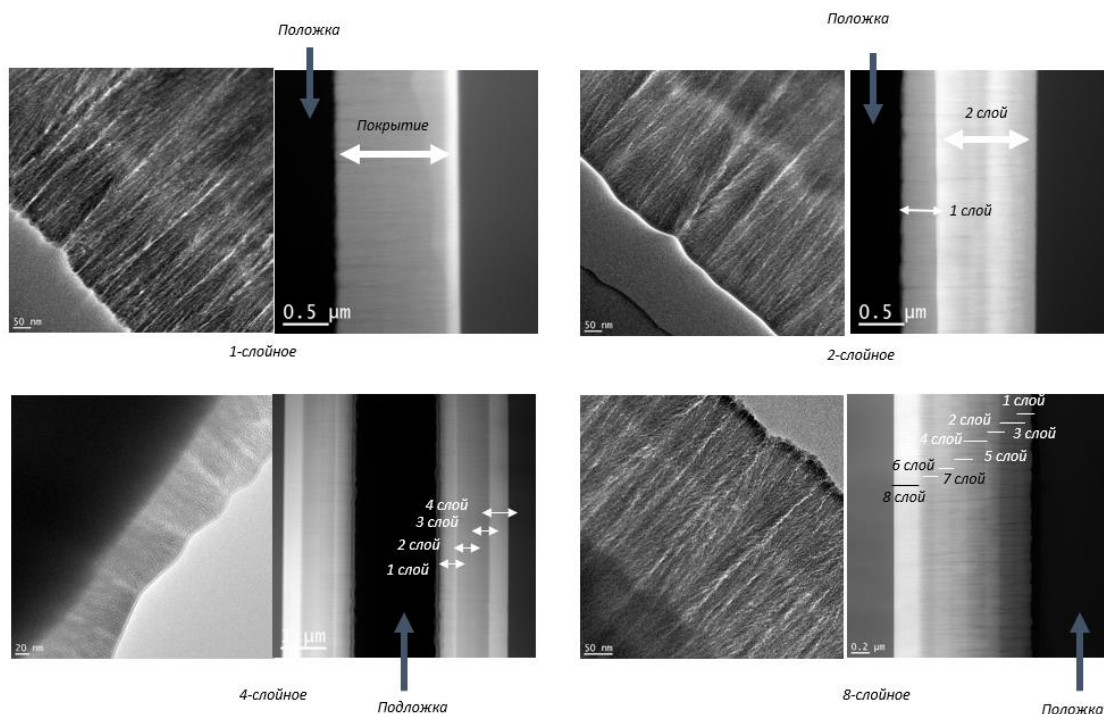 Положка
Положка
Покрытие
2 слой
1 слой
50 nm
0.5 µm
50 nm
0.5 µm
1-слойное
2-слойное
1 слой
2 слой
3 слой
4 слой
5 слой
6 слой
7 слой
8 слой
4 слой
3 слой
2 слой
1 слой
20 nm
µm
50 nm
0.2 µm
4-слойное
Подложка
8-слойное
Положка